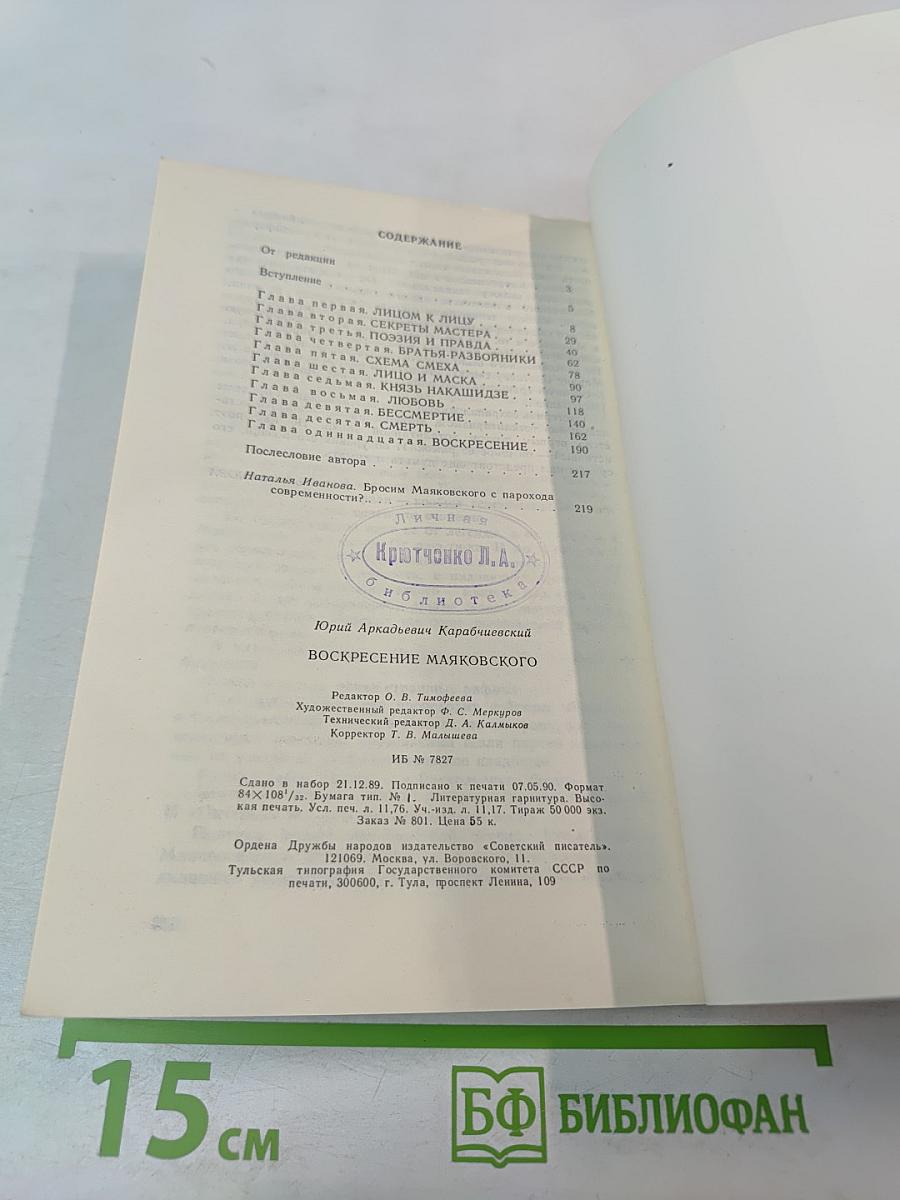 СОДЕРЖАНИЕ
От редакции . . . . . . . . . . . . 3
Вступление . . . . . . . . . . . . 5
Глава первая. ЛИЦОМ К ЛИЦУ . . . . . 8
Глава вторая. СЕКРЕТЫ МАСТЕРА . . . . 29
Глава третья. ПОЭЗИЯ И ПРАВДА . . . . 40
Глава четвертая. БРАТЬЯ-РАЗБОЙНИКИ . 62
Глава пятая. СХЕМА СМЕХА . . . . . 78
Глава шестая. ЛИЦО И МАСКА . . . . 90
Глава седьмая. КНЯЗЬ НАКАШИДЗЕ . . . 97
Глава восьмая. ЛЮБОВЬ . . . . . . 118
Глава девятая. БЕССМЕРТИЕ . . . . . 140
Глава десятая. СМЕРТЬ . . . . . . 162
Глава одиннадцатая. ВОСКРЕСЕНИЕ . . 190
Послесловие автора . . . . . . . . . . 217
Наталья Иванова. Бросим Маяковского с парохода
современности?.. . . . . . . . . . . 219
Личная
Крютченко Л.А.
библиотека
Юрий Аркадьевич Карабчиевский
ВОСКРЕСЕНИЕ МАЯКОВСКОГО
Редактор О. В. Тимофеева
Художественный редактор Ф. С. Меркуров
Технический редактор Д. А. Калмыков
Корректор Т. В. Малышева
ИБ № 7827
Сдано в набор 21.12.89. Подписано к печати 07.05.90. Формат
84×108¹/₃₂. Бумага тип. № 1. Литературная гарнитура. Высо-
кая печать. Усл. печ. л. 11,76. Уч.-изд. л. 11,17. Тираж 50 000 экз.
Заказ № 801. Цена 55 к.
Ордена Дружбы народов издательство «Советский писатель».
121069. Москва, ул. Воровского, 11.
Тульская типография Государственного комитета СССР по
печати, 300600, г. Тула, проспект Ленина, 109
15 см
БФ БИБЛИОФАН